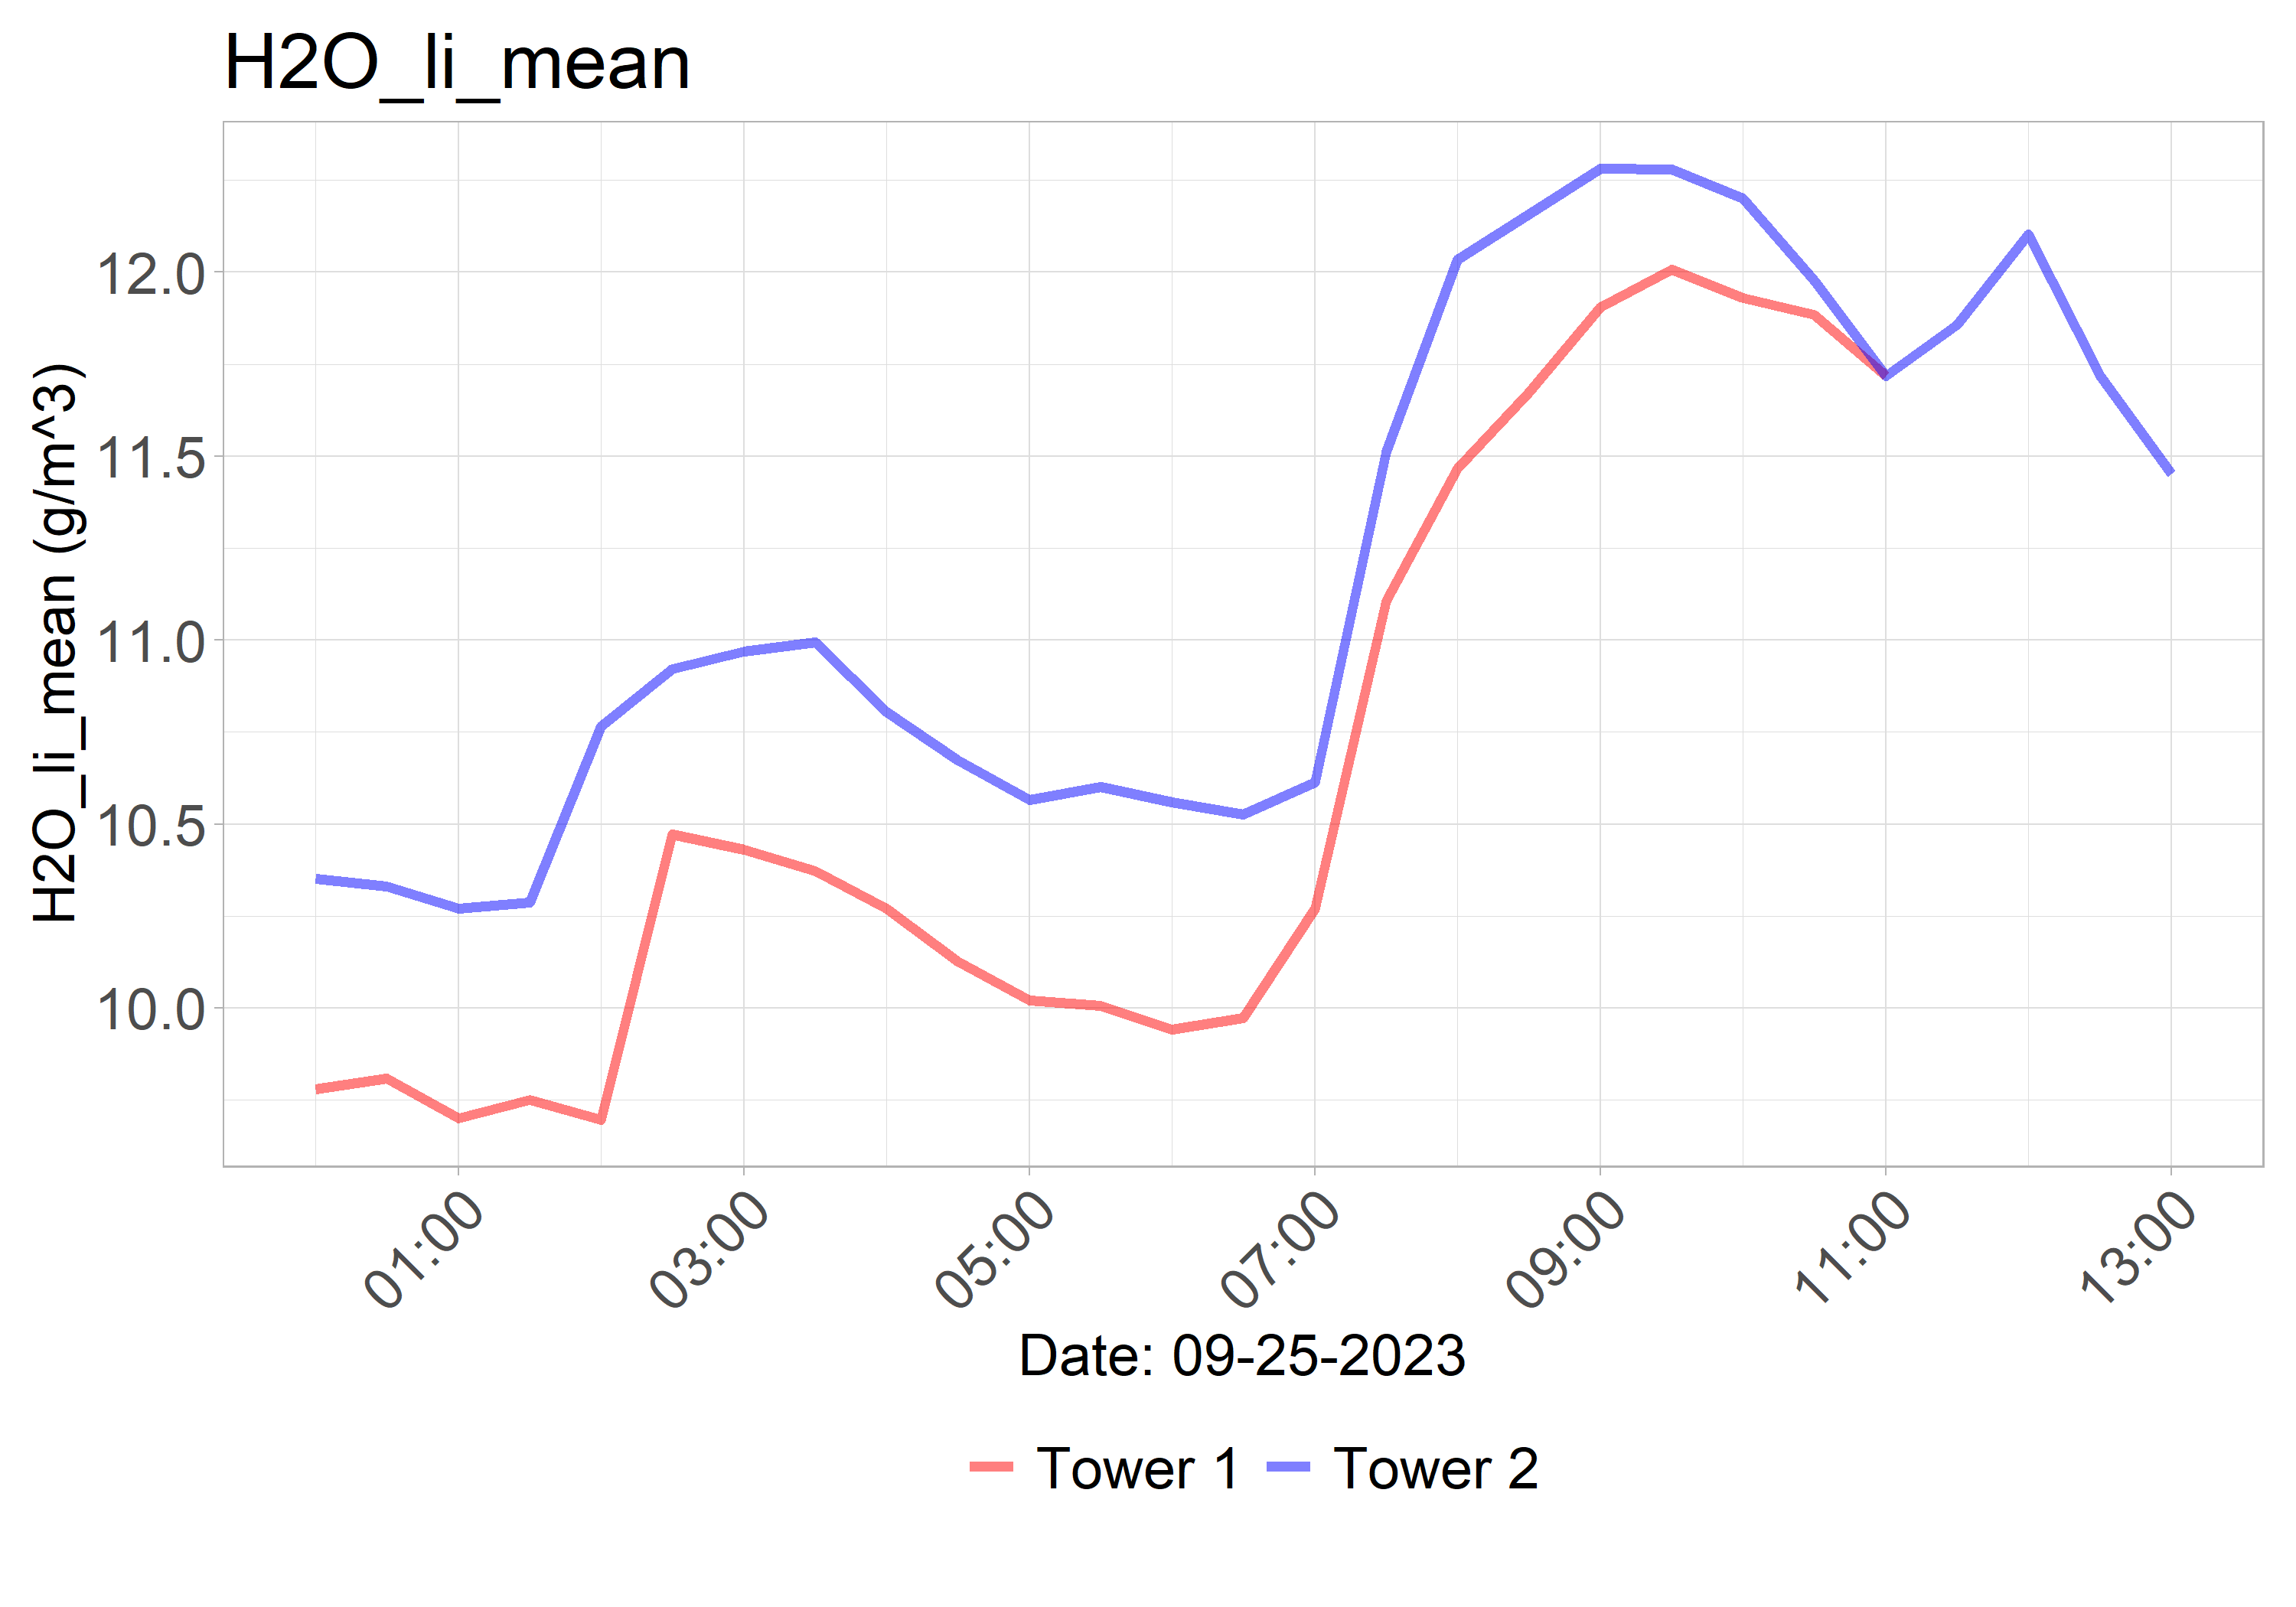 H2O_li_mean
H2O_li_mean (g/m^3)
12.0
11.5
11.0
10.5
10.0
01:00 03:00 05:00 07:00 09:00 11:00 13:00
Date: 09-25-2023
Tower 1 Tower 2